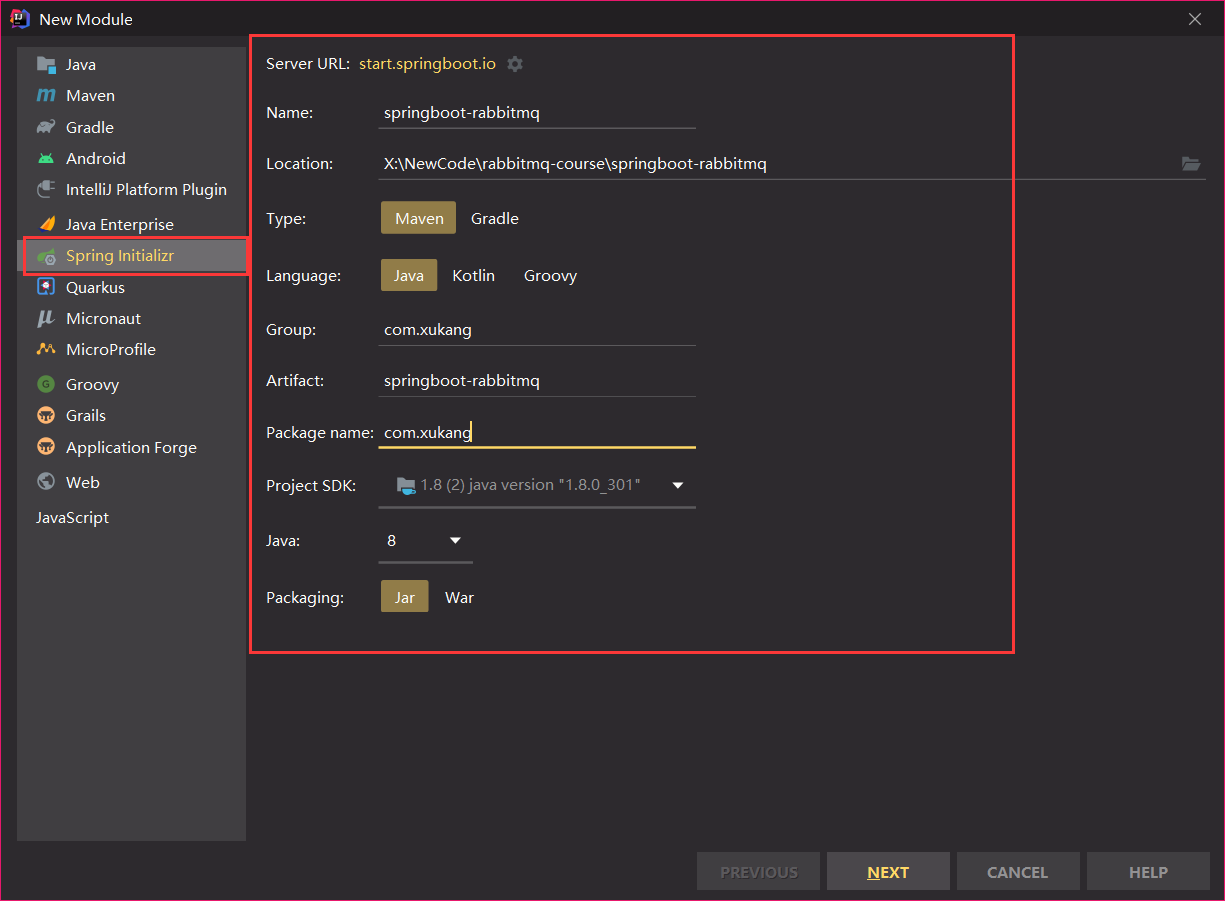 New Module
Java
Maven
Gradle
Android
IntelliJ Platform Plugin
Java Enterprise
Spring Initializr
Quarkus
Micronaut
MicroProfile
Groovy
Grails
Application Forge
Web
JavaScript
Server URL: start.springboot.io
Name: springboot-rabbitmq
Location: X:\NewCode\rabbitmq-course\springboot-rabbitmq
Type: Maven Gradle
Language: Java Kotlin Groovy
Group: com.xukang
Artifact: springboot-rabbitmq
Package name: com.xukang
Project SDK: 1.8 (2) java version "1.8.0_301"
Java: 8
Packaging: Jar War
PREVIOUS NEXT CANCEL HELP